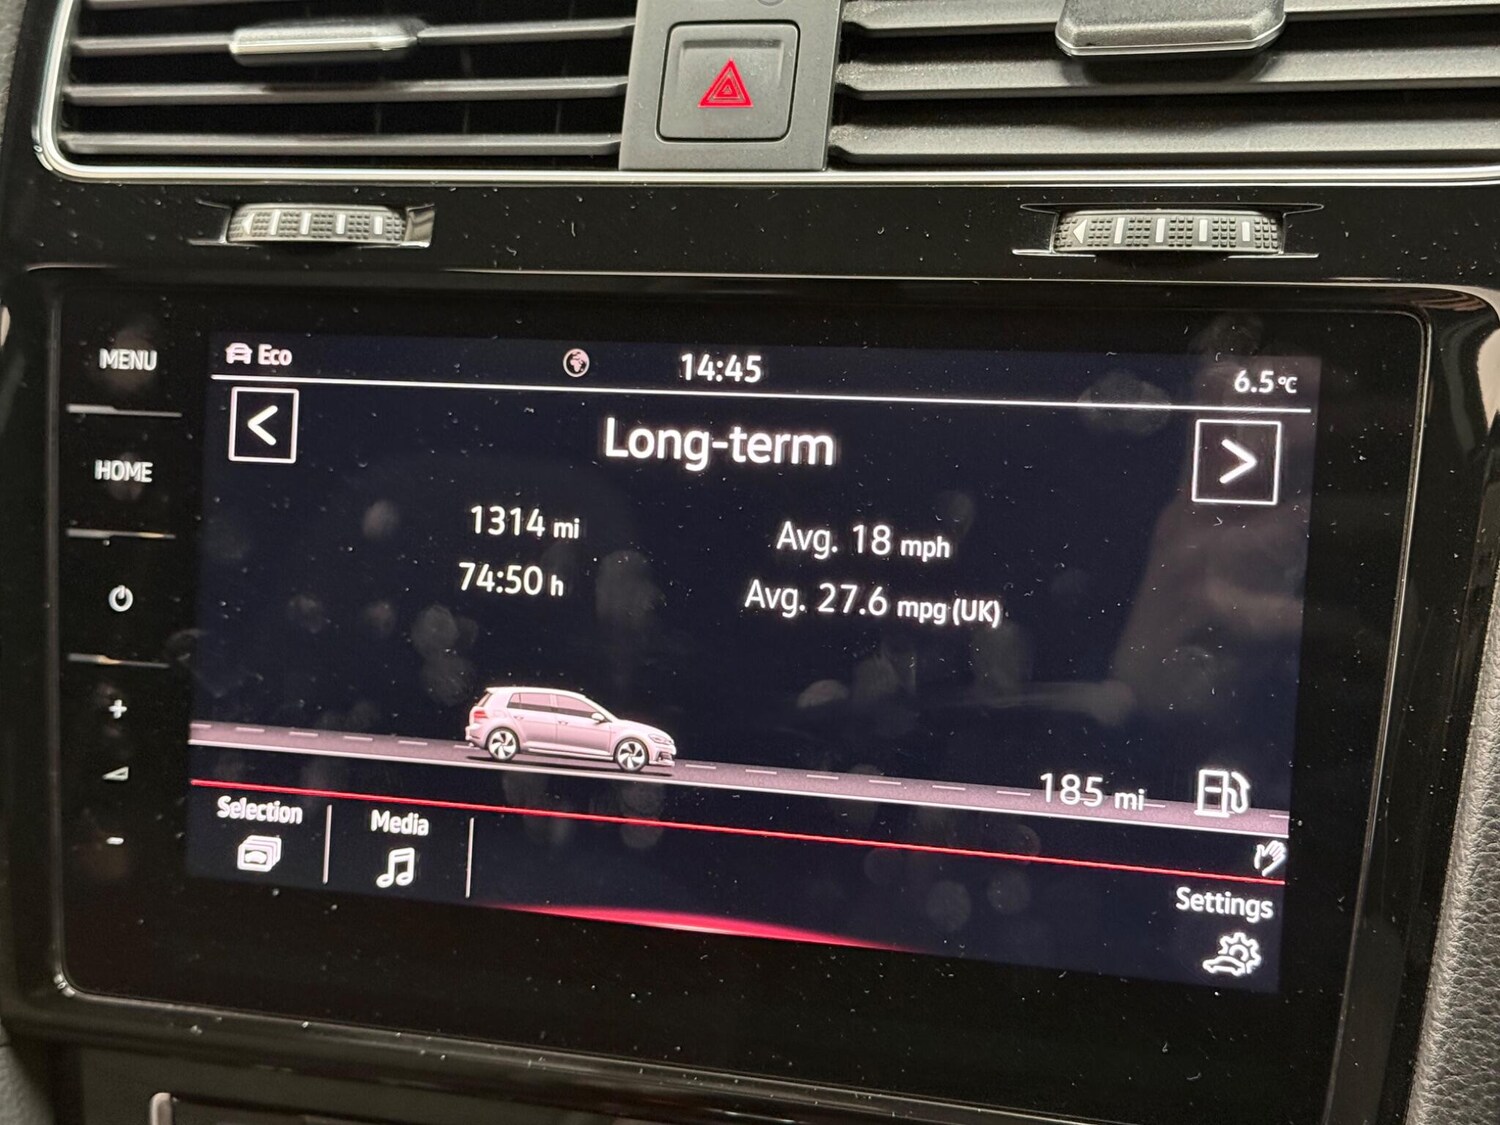 MENU
HOME
Eco
14:45
6.5°C
<
Long-term
>
1314 mi
Avg. 18 mph
74:50 h
Avg. 27.6 mpg (UK)
185 mi
Selection
Media
Settings
+
-